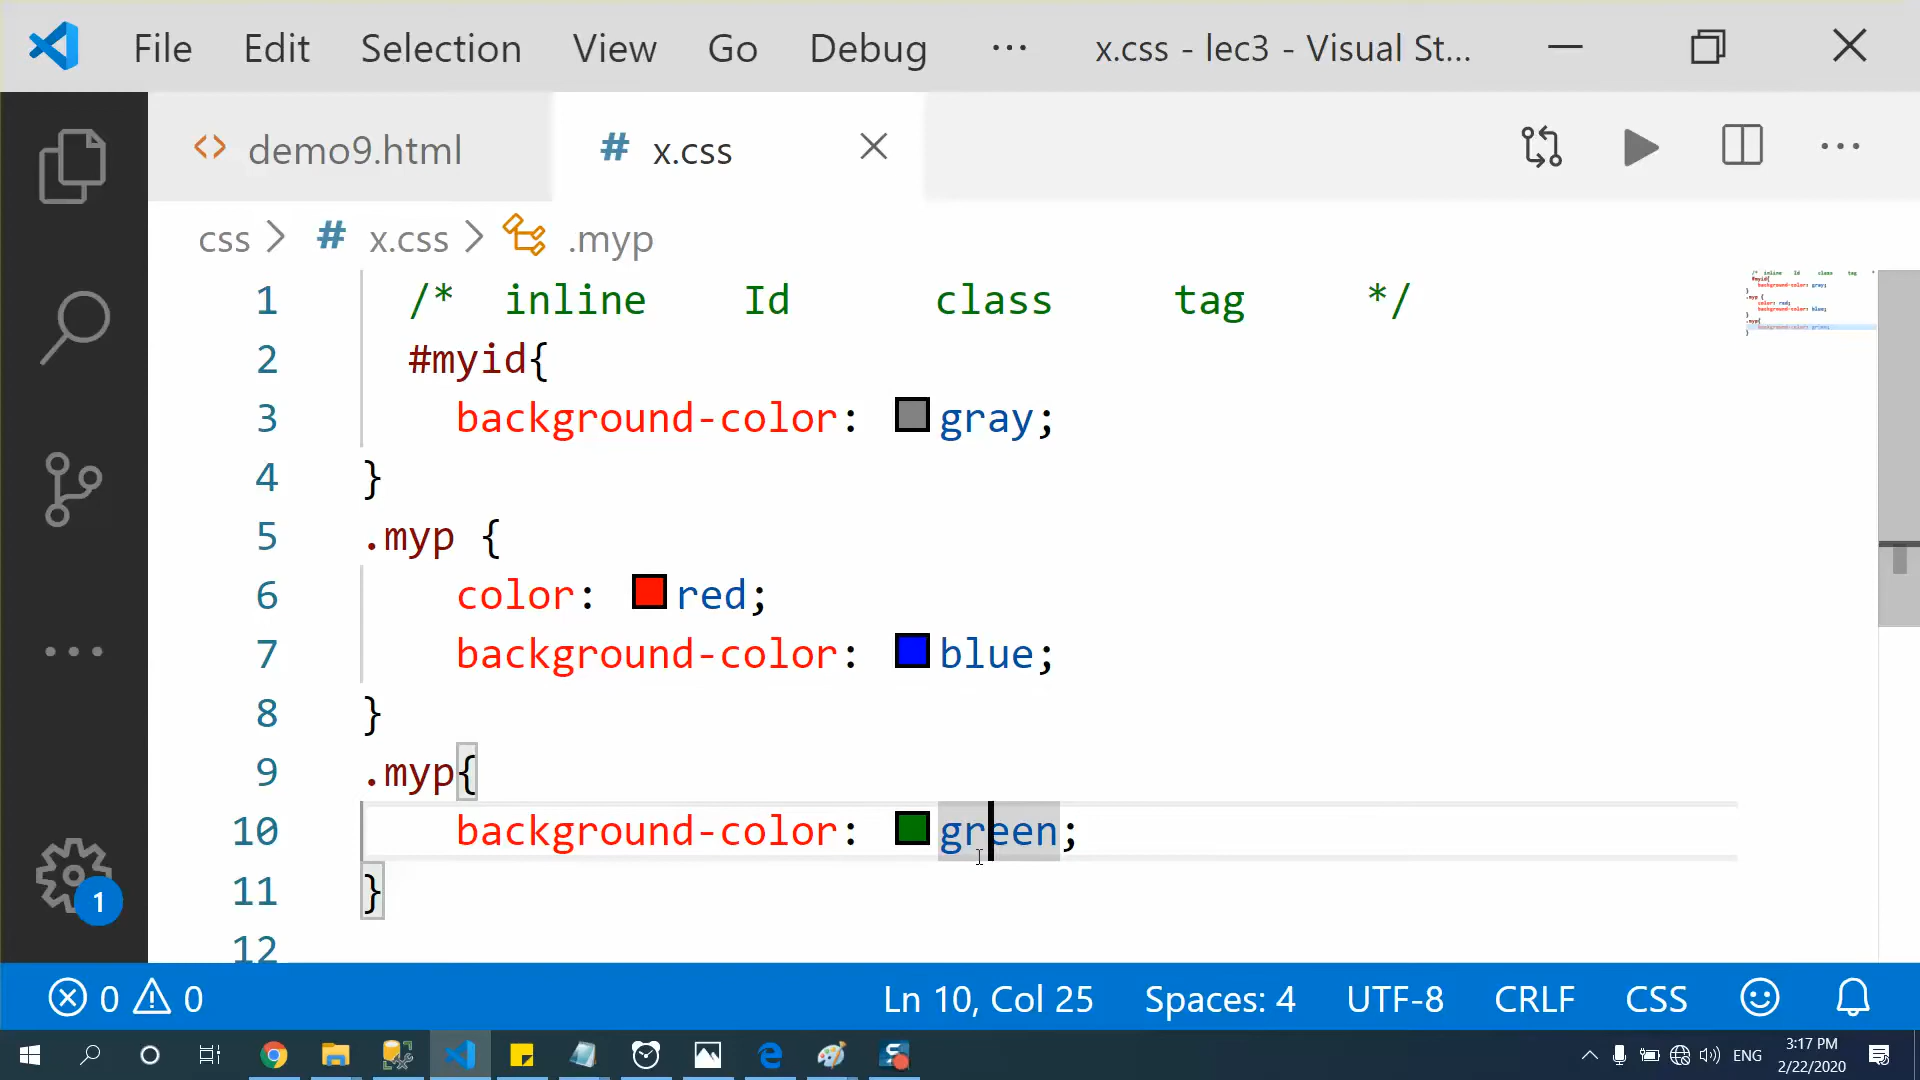 File Edit Selection View Go Debug ... x.css - lec3 - Visual St...
demo9.html # x.css
css > # x.css > .myp
1 /* inline Id class tag */
2 #myid{
3 background-color: gray;
4 }
5 .myp {
6 color: red;
7 background-color: blue;
8 }
9 .myp{
10 background-color: green;
11 }
12
1
0 0 Ln 10, Col 25 Spaces: 4 UTF-8 CRLF CSS
ENG 3:17 PM
2/22/2020